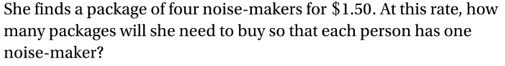 She finds a package of four noise-makers for $1.50. At this rate, how
many packages will she need to buy so that each person has one
noise-maker?